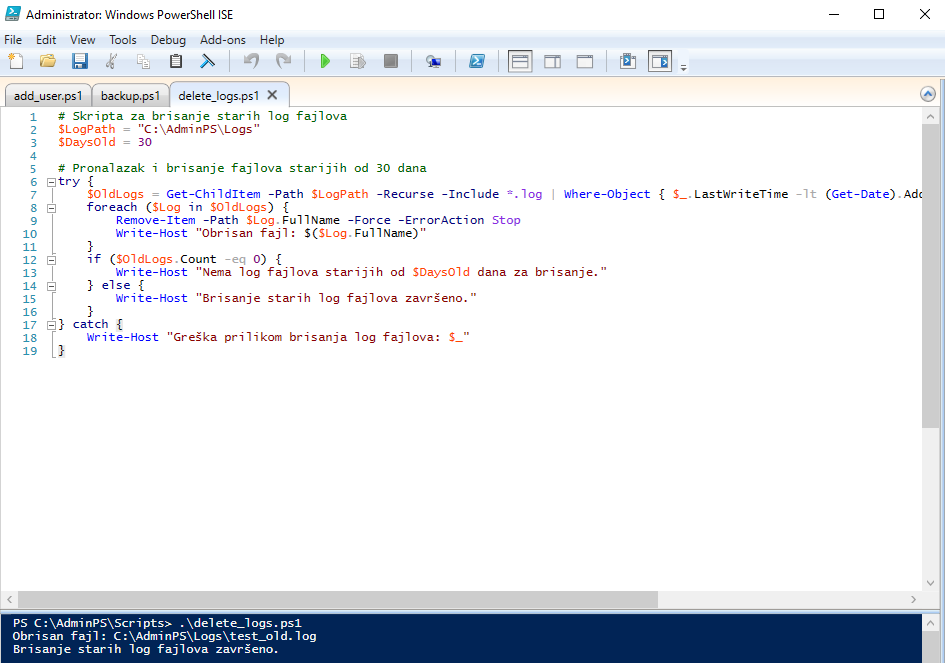 Administrator: Windows PowerShell ISE
File Edit View Tools Debug Add-ons Help
add_user.ps1 backup.ps1 delete_logs.ps1
1 # Skripta za brisanje starih log fajlova
2 $LogPath = "C:\AdminPS\Logs"
3 $DaysOld = 30
4
5 # Pronalazak i brisanje fajlova starijih od 30 dana
6 try {
7 $OldLogs = Get-ChildItem -Path $LogPath -Recurse -Include *.log | Where-Object { $_.LastWriteTime -lt (Get-Date).Add
8 foreach ($Log in $OldLogs) {
9 Remove-Item -Path $Log.FullName -Force -ErrorAction Stop
10 Write-Host "Obrisan fajl: $($Log.FullName)"
11 }
12 if ($OldLogs.Count -eq 0) {
13 Write-Host "Nema log fajlova starijih od $DaysOld dana za brisanje."
14 } else {
15 Write-Host "Brisanje starih log fajlova završeno."
16 }
17 } catch {
18 Write-Host "Greška prilikom brisanja log fajlova: $_"
19 }
PS C:\AdminPS\Scripts> .\delete_logs.ps1
Obrisan fajl: C:\AdminPS\Logs\test_old.log
Brisanje starih log fajlova završeno.